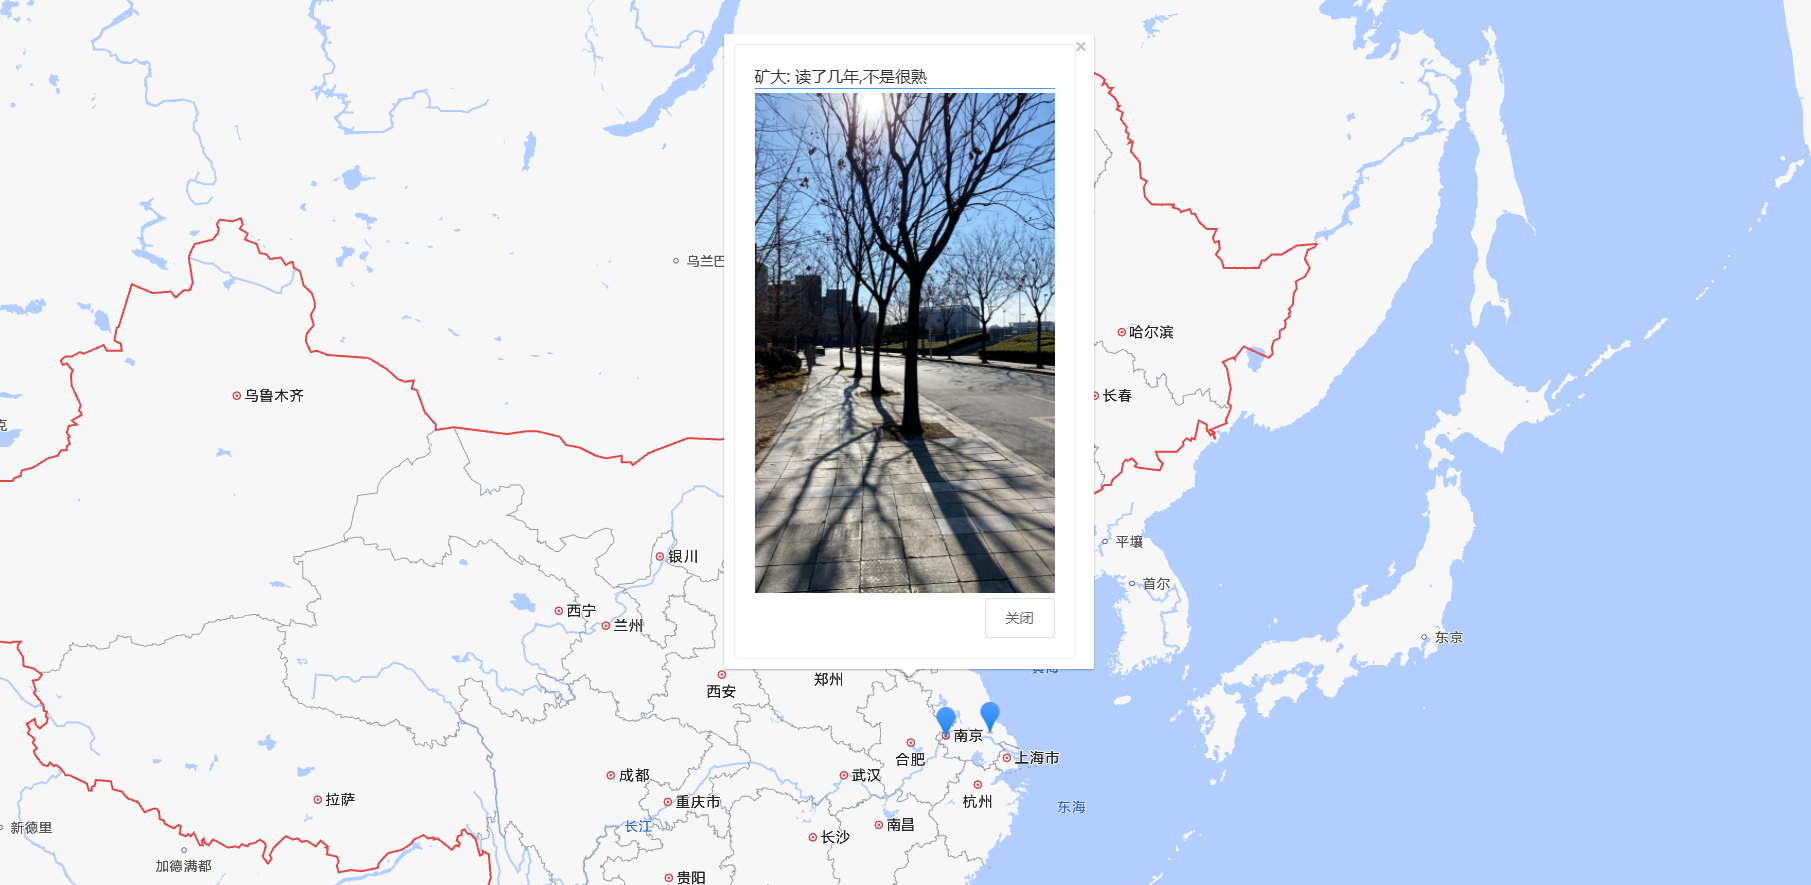 ×
矿大: 读了几年,不是很熟
关闭
乌兰巴
哈尔滨
乌鲁木齐
长春
克
银川
平壤
首尔
西宁
兰州
东京
黄海
郑州
西安
南京
合肥
上海市
成都
武汉
拉萨
重庆市
杭州
东海
新德里
长江
南昌
长沙
加德满都
贵阳